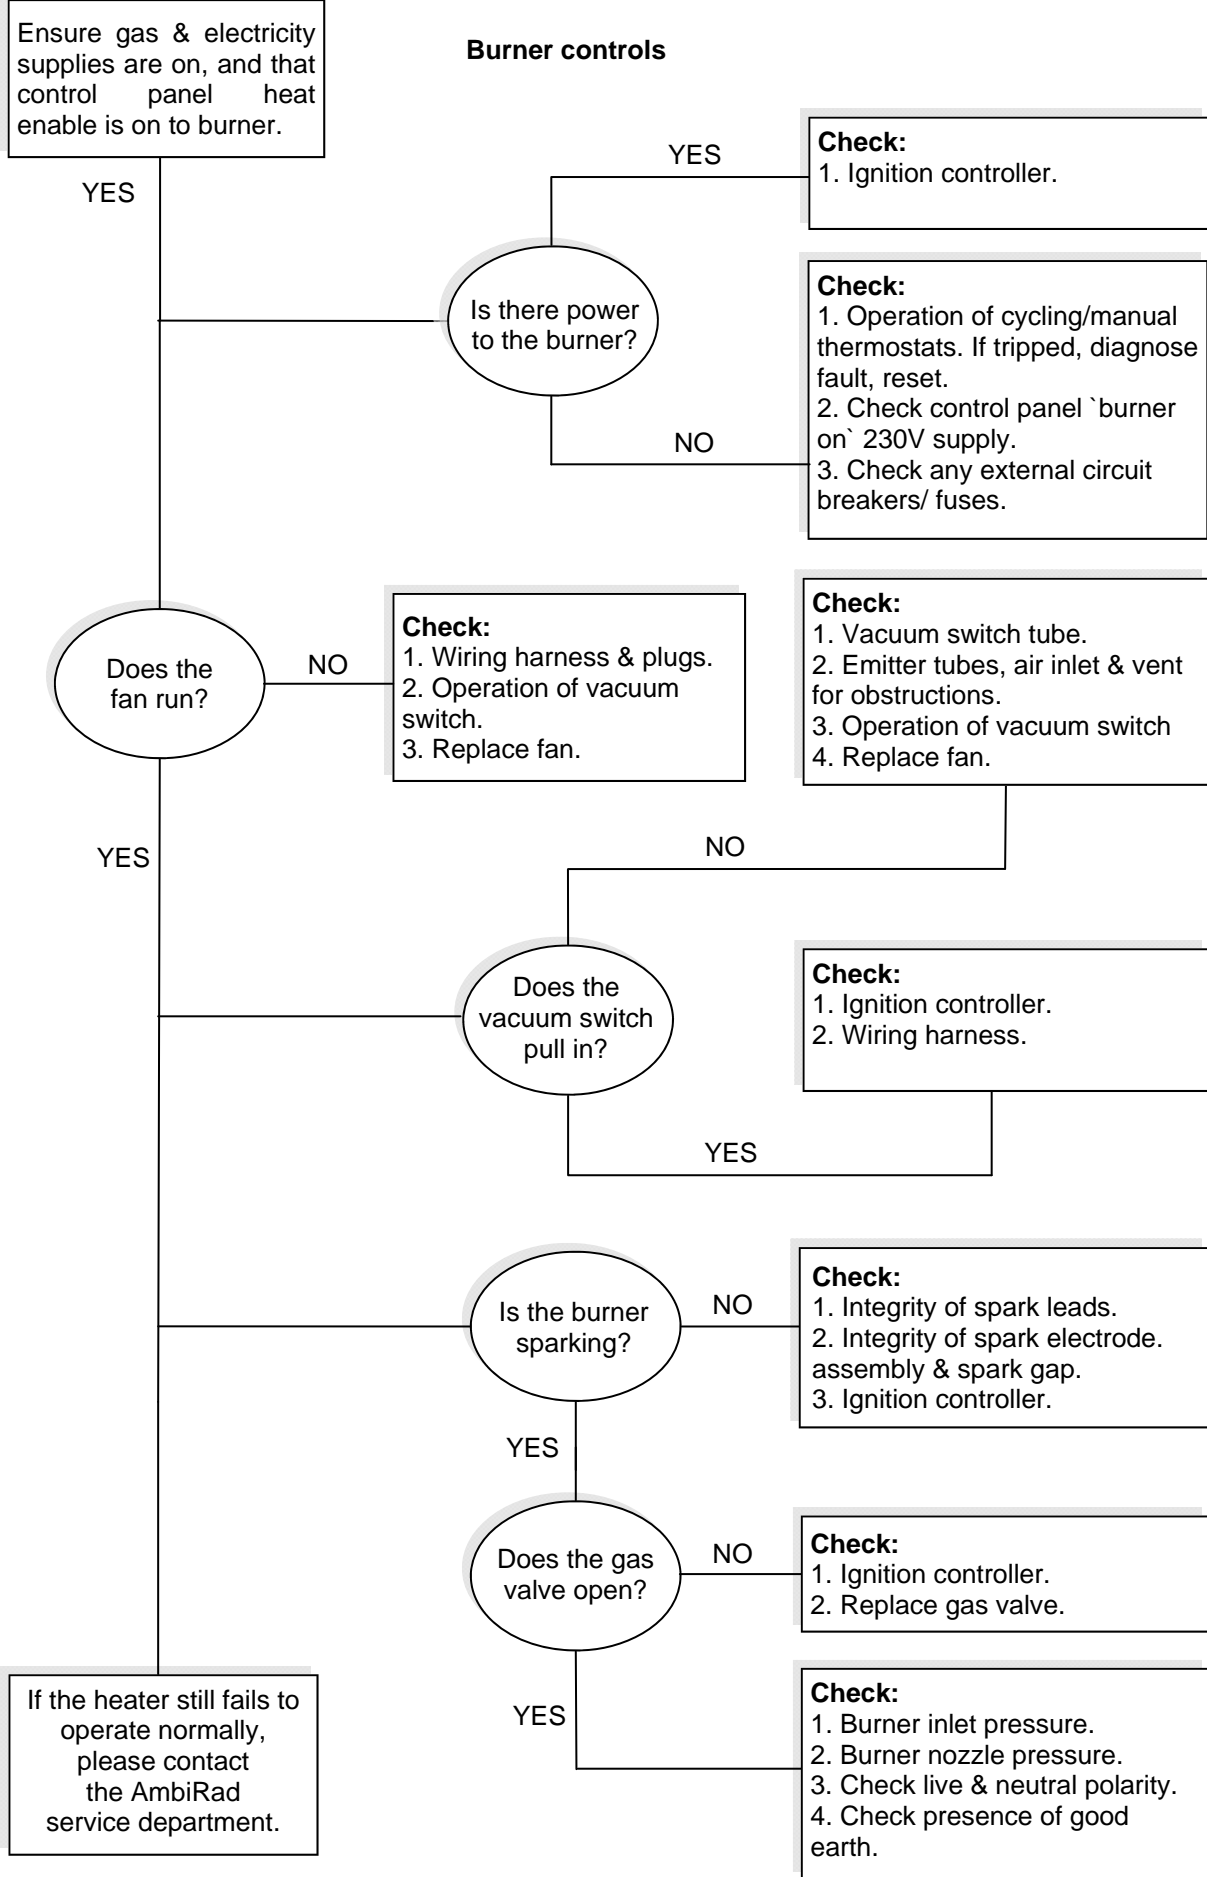 Ensure gas & electricity
supplies are on, and that
control panel heat
enable is on to burner.
Burner controls
YES
YES
Check:
1. Ignition controller.
Is there power
to the burner?
NO
Check:
1. Operation of cycling/manual
thermostats. If tripped, diagnose
fault, reset.
2. Check control panel `burner
on` 230V supply.
3. Check any external circuit
breakers/ fuses.
Does the
fan run?
NO
Check:
1. Wiring harness & plugs.
2. Operation of vacuum
switch.
3. Replace fan.
Check:
1. Vacuum switch tube.
2. Emitter tubes, air inlet & vent
for obstructions.
3. Operation of vacuum switch
4. Replace fan.
YES
NO
Does the
vacuum switch
pull in?
Check:
1. Ignition controller.
2. Wiring harness.
YES
Is the burner
sparking?
NO
Check:
1. Integrity of spark leads.
2. Integrity of spark electrode.
assembly & spark gap.
3. Ignition controller.
YES
Does the gas
valve open?
NO
Check:
1. Ignition controller.
2. Replace gas valve.
YES
Check:
1. Burner inlet pressure.
2. Burner nozzle pressure.
3. Check live & neutral polarity.
4. Check presence of good
earth.
If the heater still fails to
operate normally,
please contact
the AmbiRad
service department.